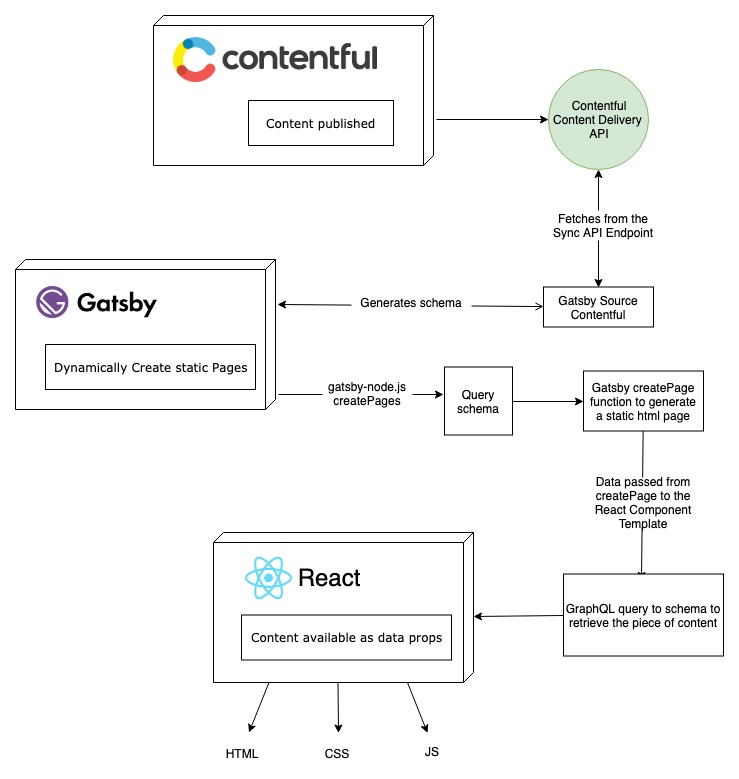 contentful
Content published
Contentful
Content Delivery
API
Fetches from the
Sync API Endpoint
Gatsby
Generates schema
Gatsby Source
Contentful
Dynamically Create static Pages
gatsby-node.js
createPages
Query
schema
Gatsby createPage
function to generate
a static html page
Data passed from
createPage to the
React Component
Template
React
Content available as data props
GraphQL query to schema to
retrieve the piece of content
HTML
CSS
JS